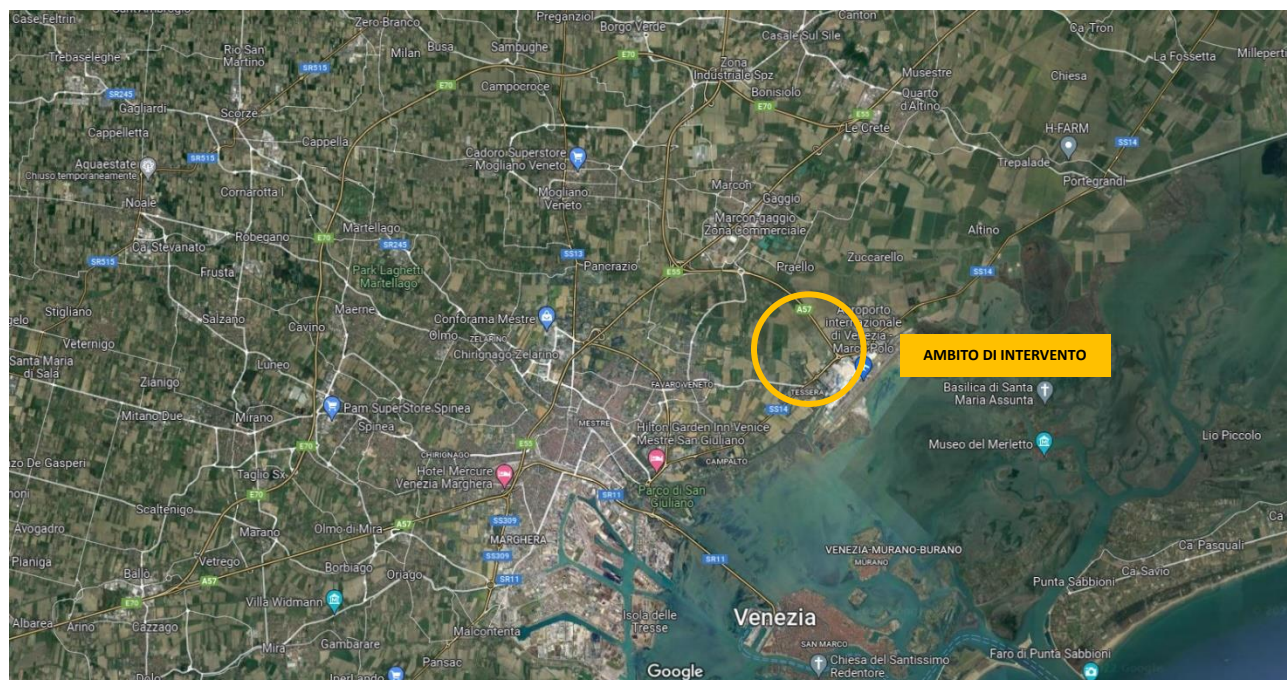 Case Feltrin
Zero Branco
Preganziol
Borgo Verde
Canton
Casale Sul Sile
Ca' Tron
La Fossetta
Milleperti
Trebaseleghe
Rio San
Martino
SR515
Milan
Busa
Sambughe
E70
Zona
Industriale Spz
Bonisiolo
Musestre
Chiesa
SR245
Gagliardi
Scorzè
Campocroce
E70
Quarto
d'Altino
E55
Le Crete
H-FARM
Cappelletta
Cappella
SS14
Aquaestate
Chiuso temporaneamente
SR515
Cadoro Superstore
- Mogliano Veneto
Trepalade
Portegrandi
Noale
Cornarotta I
Mogliano
Veneto
Marcon
Gaggio
Marcon-gaggio
Zona Commerciale
Altino
Ca' Stevanato
Robegano
E70
Martellago
SR245
SS13
Pancrazio
E55
Praello
Zuccarello
SS14
SR515
Frusta
Park Laghetti
Martellago
Stigliano
Salzano
Maerne
Conforama Mestre
Olmo
ZELARINO
Chirignago-Zelarino
A57
Aeroporto
internazionale
di Venezia -
Marco Polo
AMBITO DI INTERVENTO
Veternigo
Cavino
Santa Maria
di Sala
Luneo
Zianigo
FAVARO VENETO
TESSERA
Basilica di Santa
Maria Assunta
Mitano Due
Mirano
Pam SuperStore Spinea
Spinea
MESTRE
Hilton Garden Inn Venice
Mestre San Giuliano
SS14
Museo del Merletto
Lio Piccolo
E70
E55
CHIRIGNAGO
CAMPALTO
Taglio Sx
Hotel Mercure
Venezia Marghera
SR11
Parco di San
Giuliano
E70
Scaltenigo
Avogadro
Marano
Olmo di Mira
A57
SS309
MARGHERA
SS309
SR11
VENEZIA-MURANO-BURANO
MURANO
Ca' Pasquali
Ca' Savio
Pianiga
Vetrego
Borbiago
Oriago
SR11
Punta Sabbioni
Ballò
A57
E70
Villa Widmann
Albarea
Arino
Cazzago
Isola delle
Tresse
Venezia
Malcontenta
Gambarare
Mira
SAN MARCO
Faro di Punta Sabbioni
Dolo
Pansac
InerLando
Google
Chiesa del Santissimo
Redentore